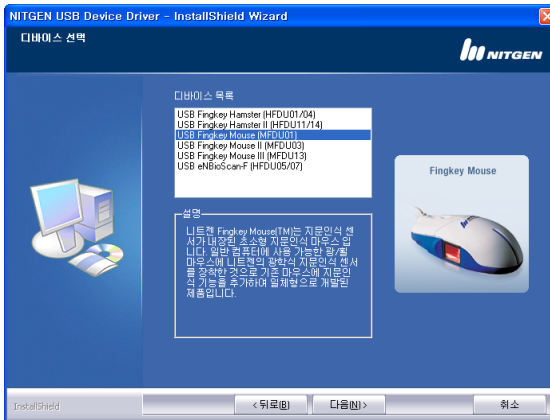 NITGEN USB Device Driver - InstallShield Wizard
디바이스 선택
NITGEN
디바이스 목록
USB Fingkey Hamster (HFDU01/04)
USB Fingkey Hamster II (HFDU11/14)
USB Fingkey Mouse (MFDU01)
USB Fingkey Mouse II (MFDU03)
USB Fingkey Mouse III (MFDU13)
USB eNBioScan-F (HFDU05/07)
Fingkey Mouse
설명
니트젠 Fingkey Mouse(TM)는 지문인식 센
서가 내장된 초소형 지문인식 마우스 입
니다. 일반 컴퓨터에 사용 가능한 광/휠
마우스에 니트젠의 광학식 지문인식 센서
를 장착한 것으로 기존 마우스에 지문인
식 기능을 추가하여 일체형으로 개발된
제품입니다.
InstallShield
< 뒤로(B)
다음(N) >
취소